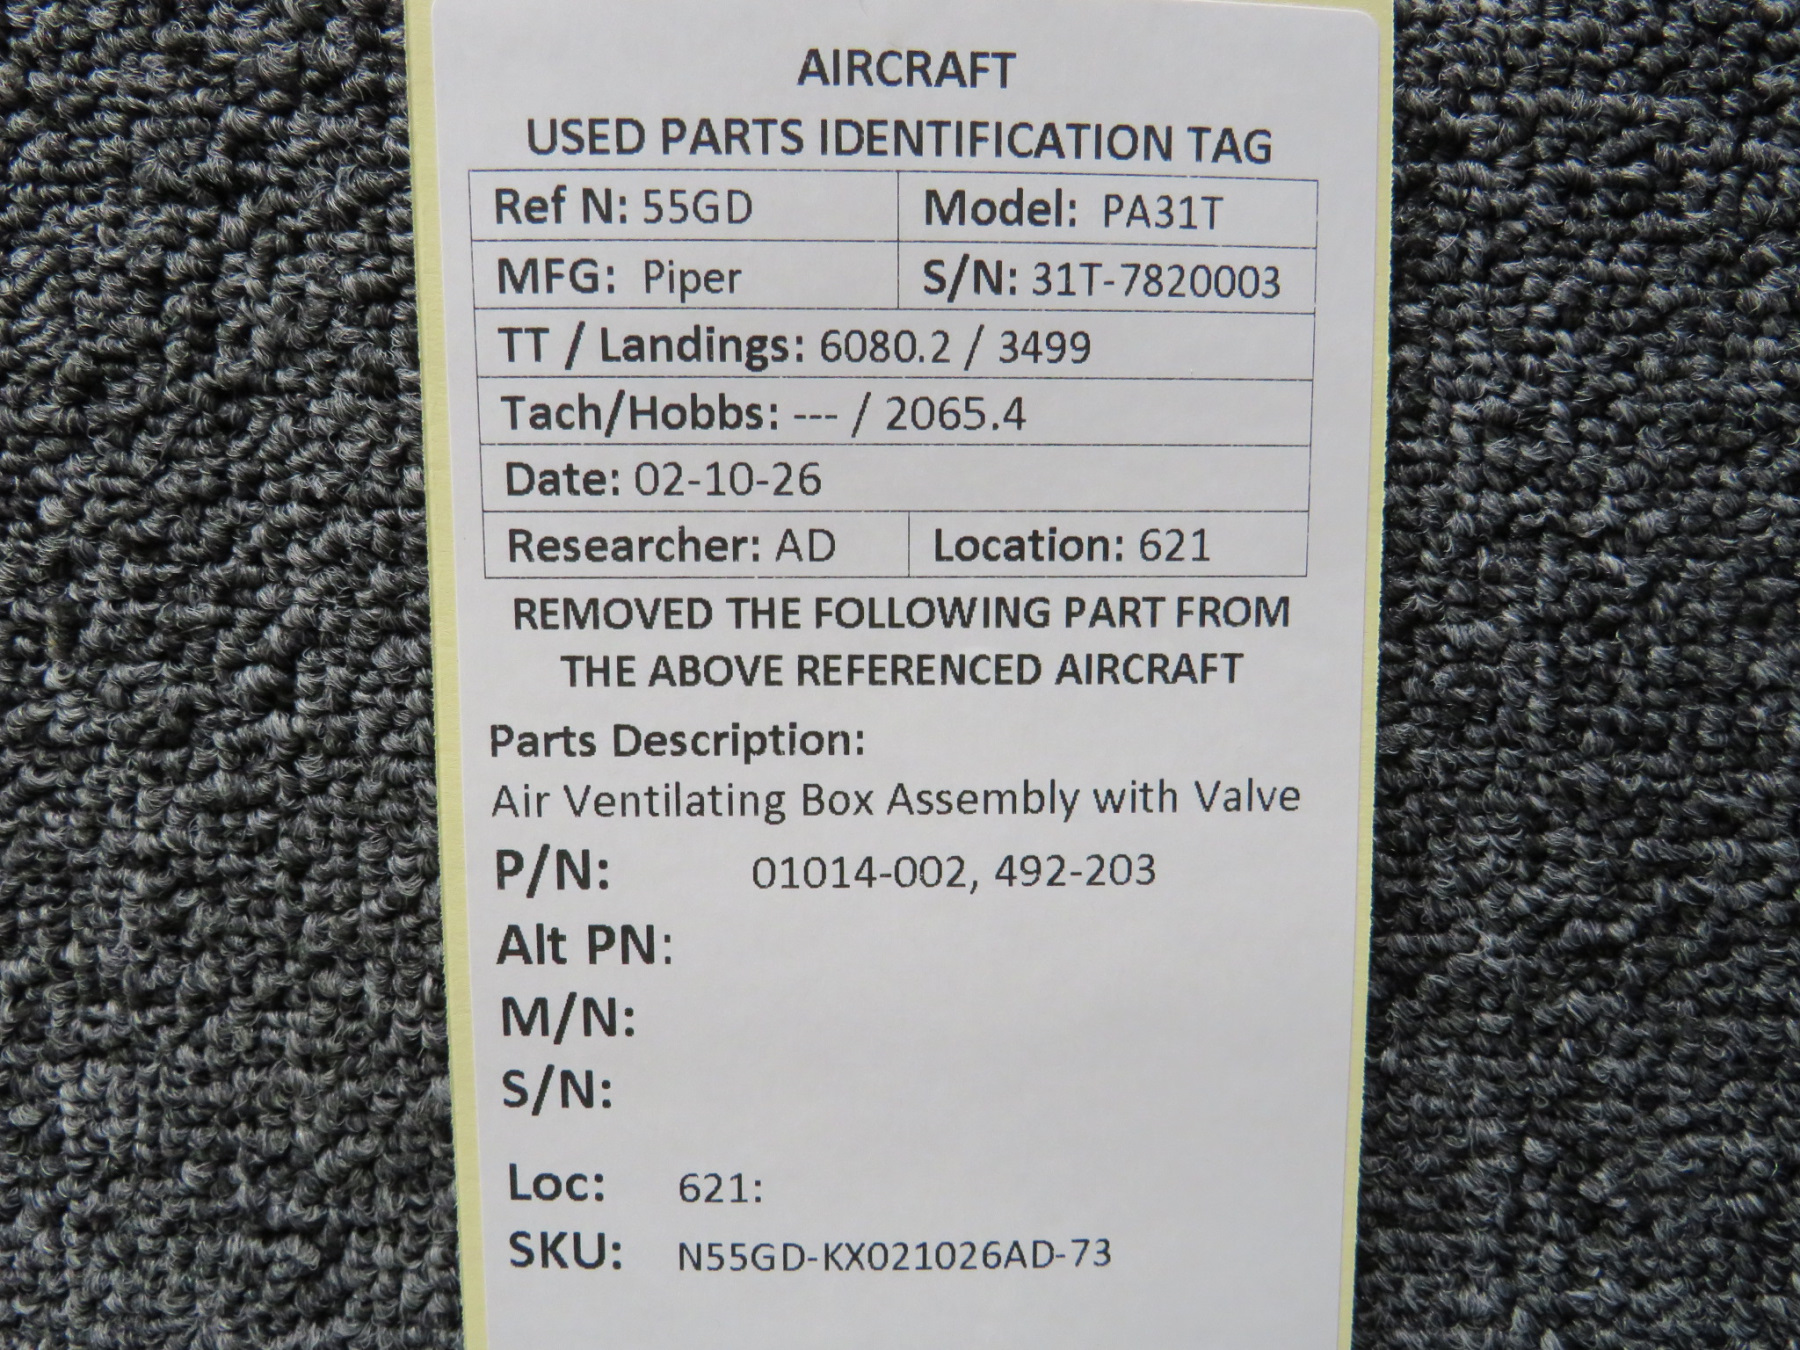 AIRCRAFT
USED PARTS IDENTIFICATION TAG
Ref N: 55GD Model: PA31T
MFG: Piper S/N: 31T-7820003
TT / Landings: 6080.2 / 3499
Tach/Hobbs: --- / 2065.4
Date: 02-10-26
Researcher: AD Location: 621
REMOVED THE FOLLOWING PART FROM
THE ABOVE REFERENCED AIRCRAFT
Parts Description:
Air Ventilating Box Assembly with Valve
P/N: 01014-002, 492-203
Alt PN:
M/N:
S/N:
Loc: 621:
SKU: N55GD-KX021026AD-73